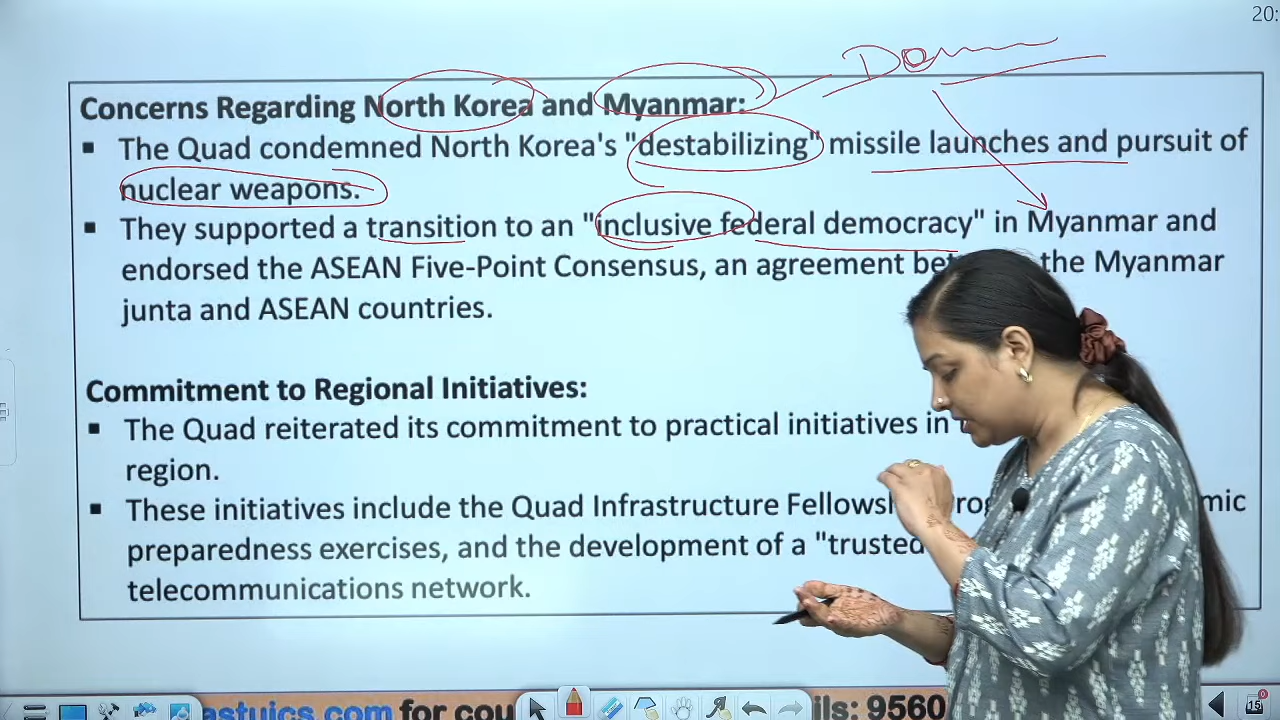 20:
Concerns Regarding North Korea and Myanmar:
▪ The Quad condemned North Korea's "destabilizing" missile launches and pursuit of
nuclear weapons.
▪ They supported a transition to an "inclusive federal democracy" in Myanmar and
endorsed the ASEAN Five-Point Consensus, an agreement the Myanmar
junta and ASEAN countries.
Commitment to Regional Initiatives:
▪ The Quad reiterated its commitment to practical initiatives in
region.
▪ These initiatives include the Quad Infrastructure
preparedness exercises, and the development of a "trusted
telecommunications network.
for cou
ils: 9560
15